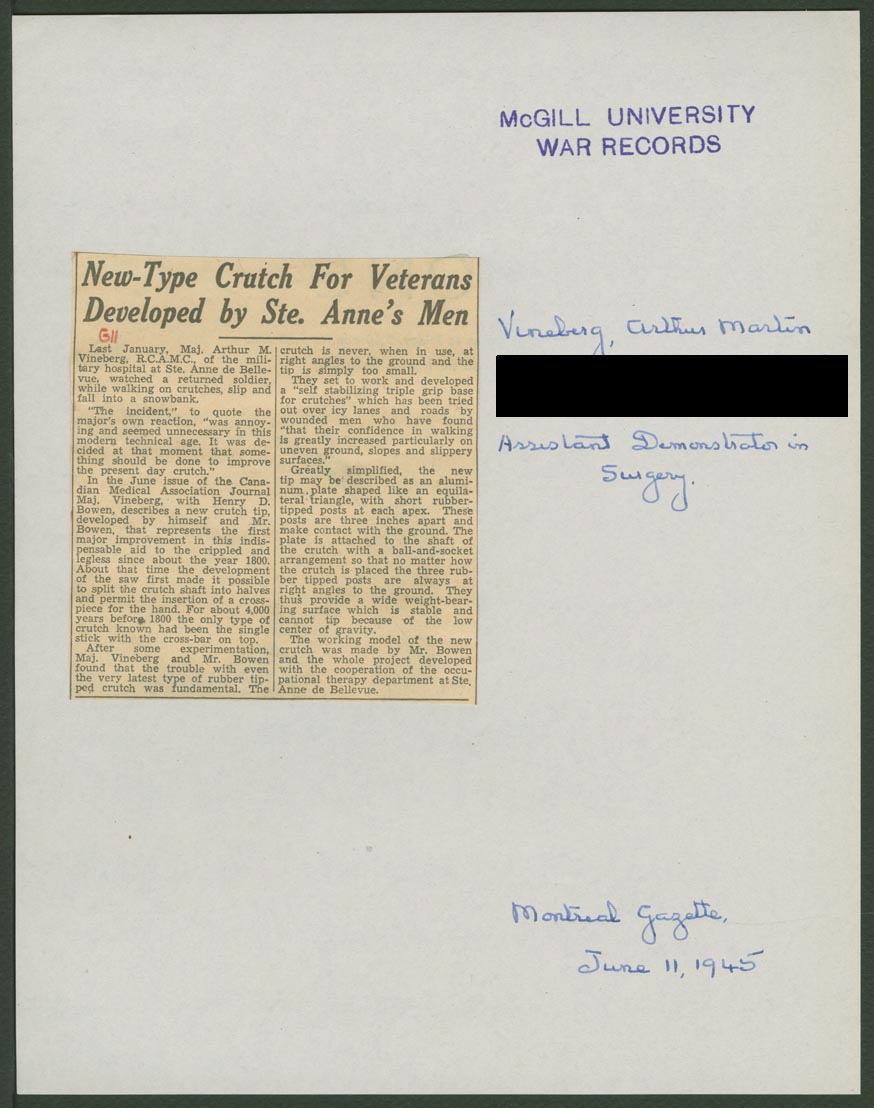 McGILL UNIVERSITY
WAR RECORDS
New-Type Crutch For Veterans
Developed by Ste. Anne's Men
G11
Last January, Maj. Arthur M.
Vineberg, R.C.A.M.C., of the mili-
tary hospital at Ste. Anne de Belle-
vue, watched a returned soldier,
while walking on crutches, slip and
fall into a snowbank.
"The incident," to quote the
major's own reaction, "was annoy-
ing and seemed unnecessary in this
modern technical age. It was de-
cided at that moment that some-
thing should be done to improve
the present day crutch."
In the June issue of the Cana-
dian Medical Association Journal
Maj. Vineberg, with Henry D.
Bowen, describes a new crutch tip,
developed by himself and Mr.
Bowen, that represents the first
major improvement in this indis-
pensable aid to the crippled and
legless since about the year 1800.
About that time the development
of the saw first made it possible
to split the crutch shaft into halves
and permit the insertion of a cross-
piece for the hand. For about 4,000
years before 1800 the only type of
crutch known had been the single
stick with the cross-bar on top.
After some experimentation,
Maj. Vineberg and Mr. Bowen
found that the trouble with even
the very latest type of rubber tip-
ped crutch was fundamental. The
crutch is never, when in use, at
right angles to the ground and the
tip is simply too small.
They set to work and developed
a "self stabilizing triple grip base
for crutches" which has been tried
out over icy lanes and roads by
wounded men who have found
"that their confidence in walking
is greatly increased particularly on
uneven ground, slopes and slippery
surfaces."
Greatly simplified, the new
tip may be described as an alumi-
num plate shaped like an equila-
teral triangle, with short rubber-
tipped posts at each apex. These
posts are three inches apart and
make contact with the ground. The
plate is attached to the shaft of
the crutch with a ball-and-socket
arrangement so that no matter how
the crutch is placed the three rub-
ber tipped posts are always at
right angles to the ground. They
thus provide a wide weight-bear-
ing surface which is stable and
cannot tip because of the low
center of gravity.
The working model of the new
crutch was made by Mr. Bowen
and the whole project developed
with the cooperation of the occu-
pational therapy department at Ste.
Anne de Bellevue.
Vineberg, Arthur Martin
Assistant Demonstrator in
Surgery.
Montreal Gazette,
June 11, 1945